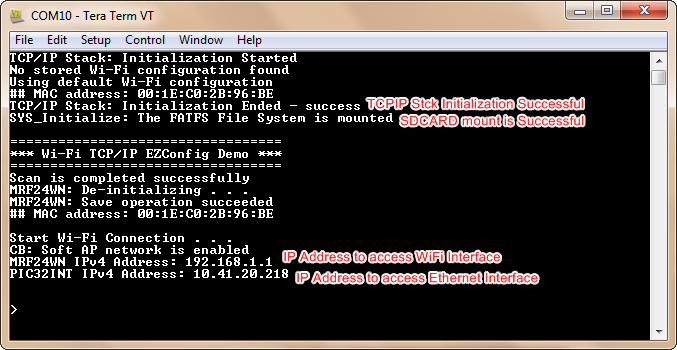 COM10 - Tera Term VT
File Edit Setup Control Window Help
TCP/IP Stack: Initialization Started
No stored Wi-Fi configuration found
Using default Wi-Fi configuration
## MAC address: 00:1E:C0:2B:96:BE
TCP/IP Stack: Initialization Ended - success TCPIP Stck Initialization Successful
SYS_Initialize: The FATFS File System is mounted SDCARD mount is Successful
==================================
*** Wi-Fi TCP/IP EZConfig Demo ***
==================================
Scan is completed successfully
MRF24WN: De-initializing . . .
MRF24WN: Save operation succeeded
## MAC address: 00:1E:C0:2B:96:BE
Start Wi-Fi Connection . . .
CB: Soft AP network is enabled
MRF24WN IPv4 Address: 192.168.1.1 IP Address to access WiFi Interface
PIC32INT IPv4 Address: 10.41.20.218 IP Address to access Ethernet Interface
>